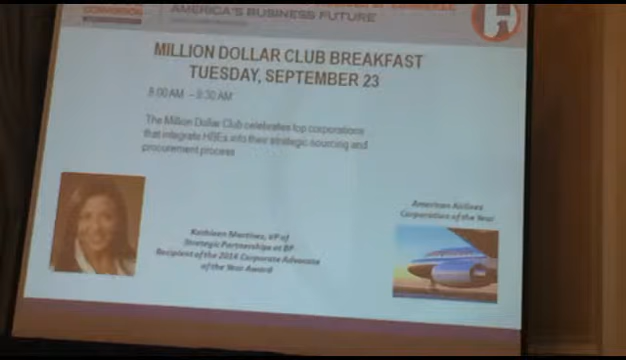 AMERICA'S BUSINESS FUTURE
MILLION DOLLAR CLUB BREAKFAST
TUESDAY, SEPTEMBER 23
8:00 AM – 9:30 AM
The Million Dollar Club celebrates top corporations
that integrate HBEs into their strategic sourcing and
procurement process
American Airlines
Corporation of the Year
Kathleen Martinez, VP of
Strategic Partnerships at BP
Recipient of the 2014 Corporate Advocate
of the Year Award